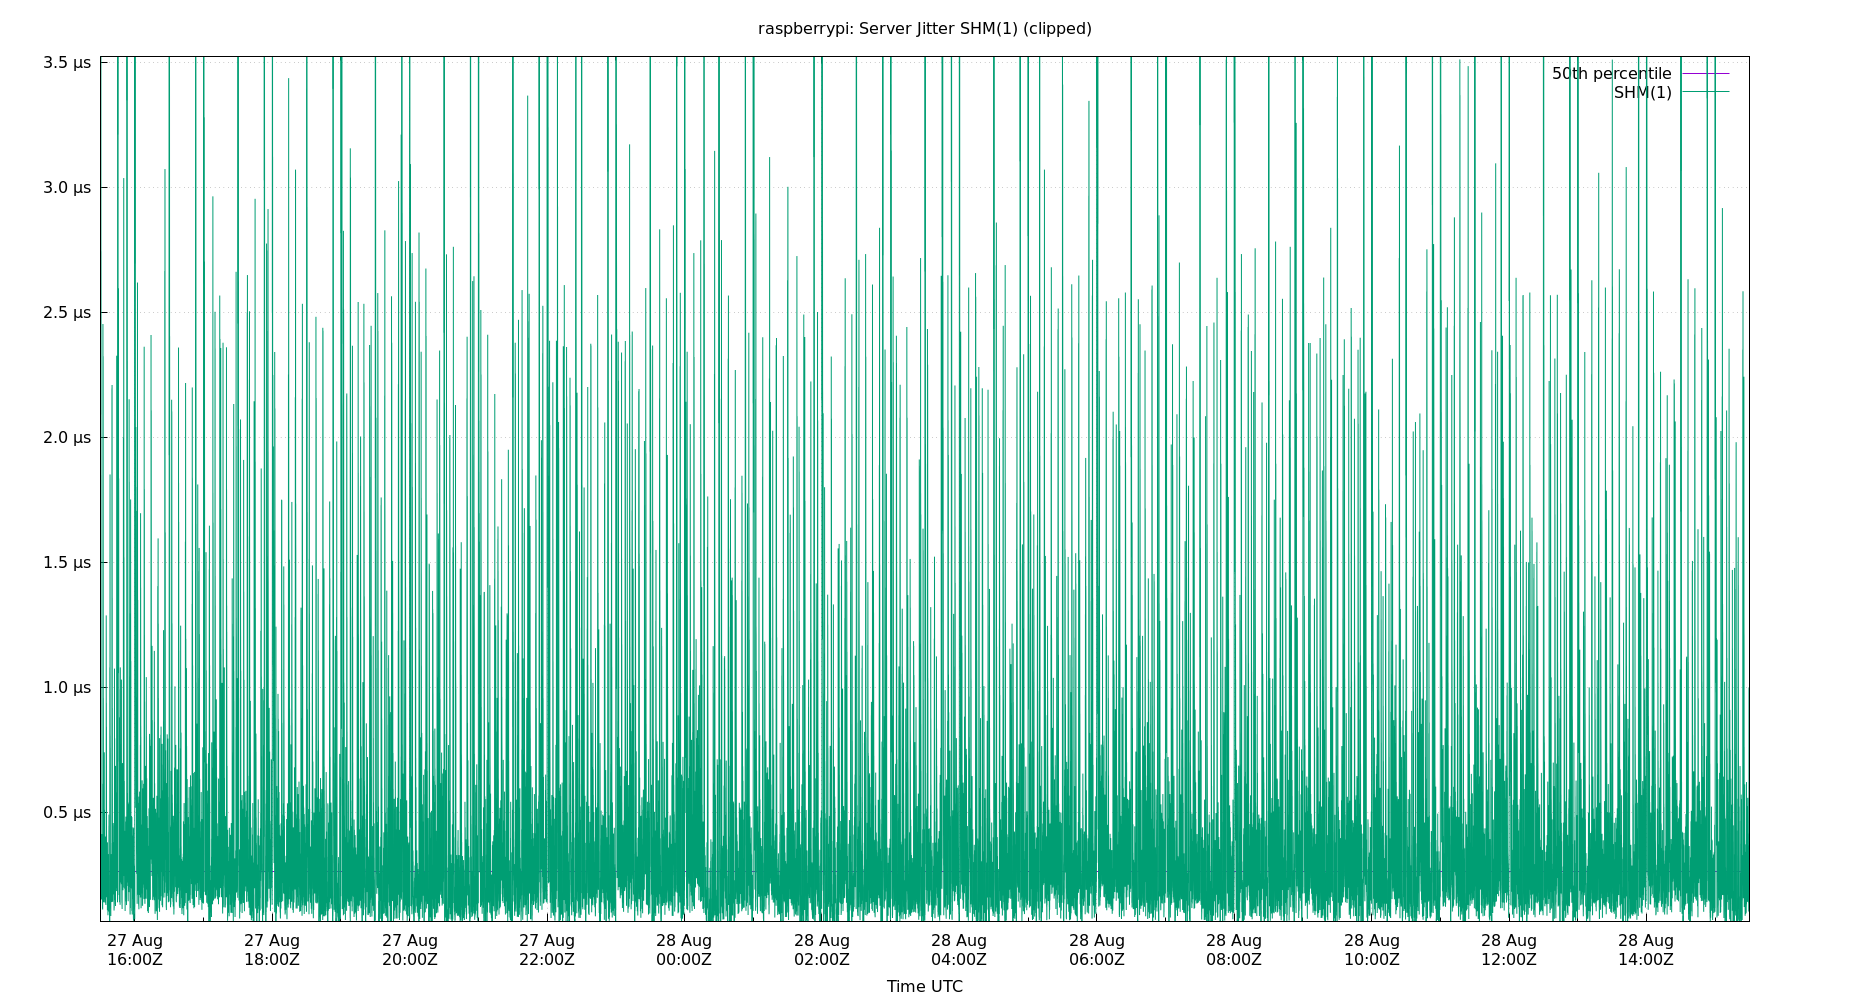 raspberrypi: Server Jitter SHM(1) (clipped)
3.5 µs
3.0 µs
2.5 µs
2.0 µs
1.5 µs
1.0 µs
0.5 µs
50th percentile
SHM(1)
27 Aug
16:00Z
27 Aug
18:00Z
27 Aug
20:00Z
27 Aug
22:00Z
28 Aug
00:00Z
28 Aug
02:00Z
28 Aug
04:00Z
28 Aug
06:00Z
28 Aug
08:00Z
28 Aug
10:00Z
28 Aug
12:00Z
28 Aug
14:00Z
Time UTC